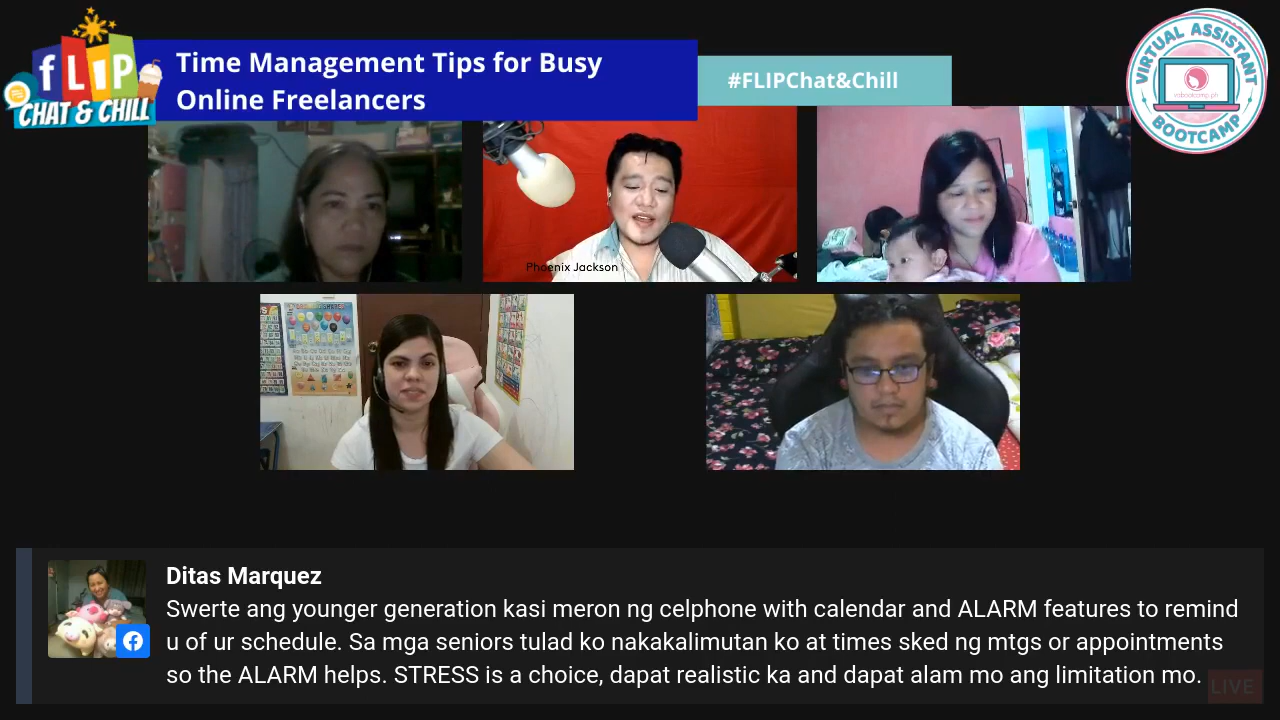 FLIP
CHAT & CHILL
Time Management Tips for Busy
Online Freelancers
#FLIPChat&Chill
VIRTUAL ASSISTANT
vabootcamp.ph
BOOTCAMP
Phoenix Jackson
Ditas Marquez
Swerte ang younger generation kasi meron ng celphone with calendar and ALARM features to remind
u of ur schedule. Sa mga seniors tulad ko nakakalimutan ko at times sked ng mtgs or appointments
so the ALARM helps. STRESS is a choice, dapat realistic ka and dapat alam mo ang limitation mo.
LIVE